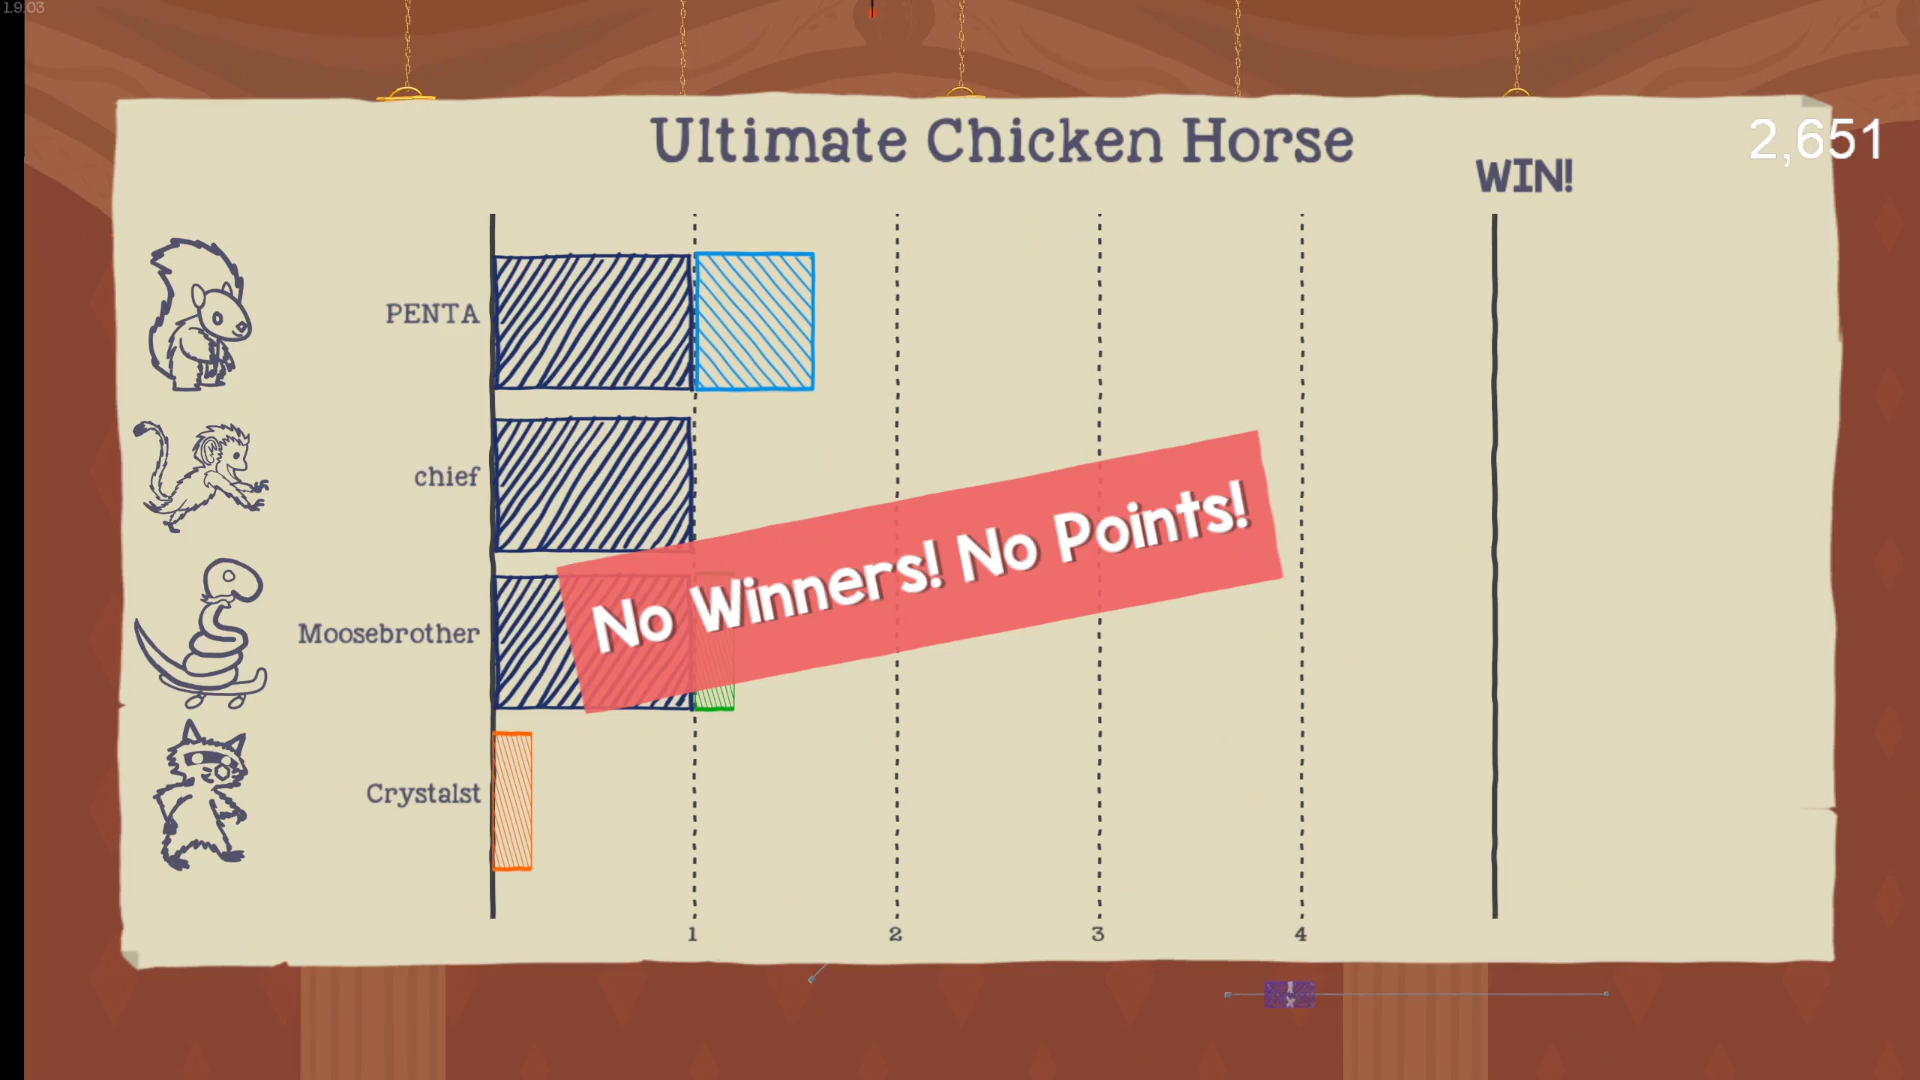 1.9.03
Ultimate Chicken Horse
2,651
WIN!
PENTA
chief
No Winners! No Points!
Moosebrother
Crystalst
1 2 3 4